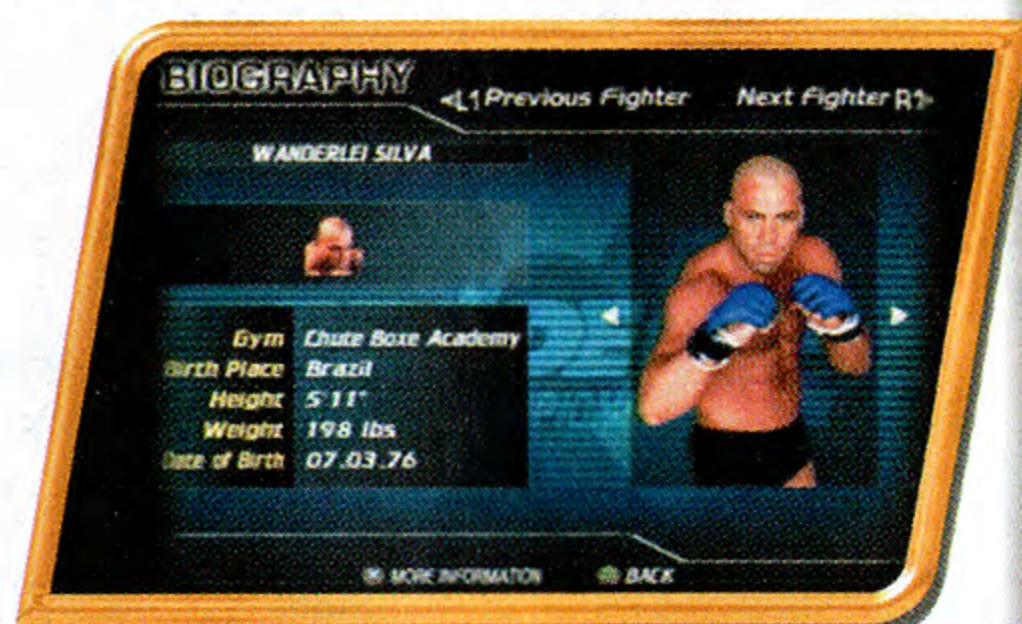 BIOGRAPHY
L1 Previous Fighter
Next Fighter R1
WANDERLEI SILVA
Gym Chute Boxe Academy
Birth Place Brazil
Height 5'11"
Weight 198 lbs
Date of Birth 07.03.76
MORE INFORMATION
BACK